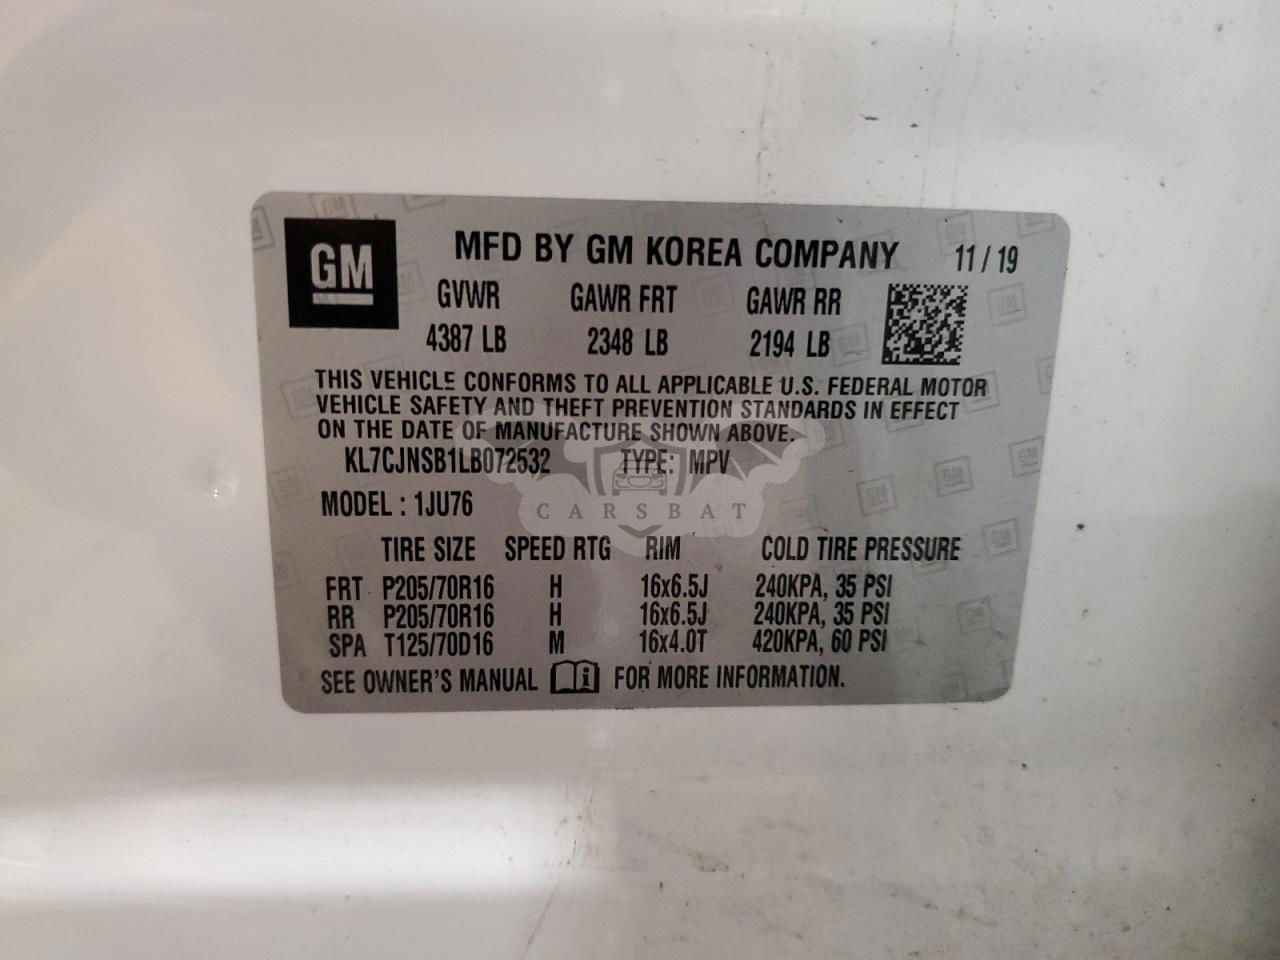 GM
MFD BY GM KOREA COMPANY 11 / 19
GVWR GAWR FRT GAWR RR
4387 LB 2348 LB 2194 LB
THIS VEHICLE CONFORMS TO ALL APPLICABLE U.S. FEDERAL MOTOR
VEHICLE SAFETY AND THEFT PREVENTION STANDARDS IN EFFECT
ON THE DATE OF MANUFACTURE SHOWN ABOVE.
KL7CJNSB1LB072532 TYPE: MPV
MODEL : 1JU76
CARSBAT
TIRE SIZE SPEED RTG RIM COLD TIRE PRESSURE
FRT P205/70R16 H 16x6.5J 240KPA, 35 PSI
RR P205/70R16 H 16x6.5J 240KPA, 35 PSI
SPA T125/70D16 M 16x4.0T 420KPA, 60 PSI
SEE OWNER'S MANUAL FOR MORE INFORMATION.